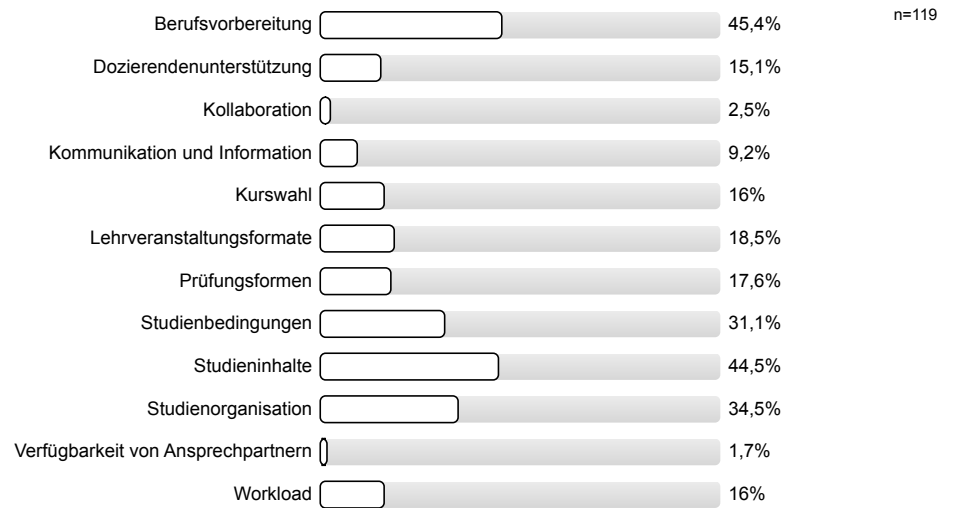 n=119
Berufsvorbereitung 45,4%
Dozierendenunterstützung 15,1%
Kollaboration 2,5%
Kommunikation und Information 9,2%
Kurswahl 16%
Lehrveranstaltungsformate 18,5%
Prüfungsformen 17,6%
Studienbedingungen 31,1%
Studieninhalte 44,5%
Studienorganisation 34,5%
Verfügbarkeit von Ansprechpartnern 1,7%
Workload 16%